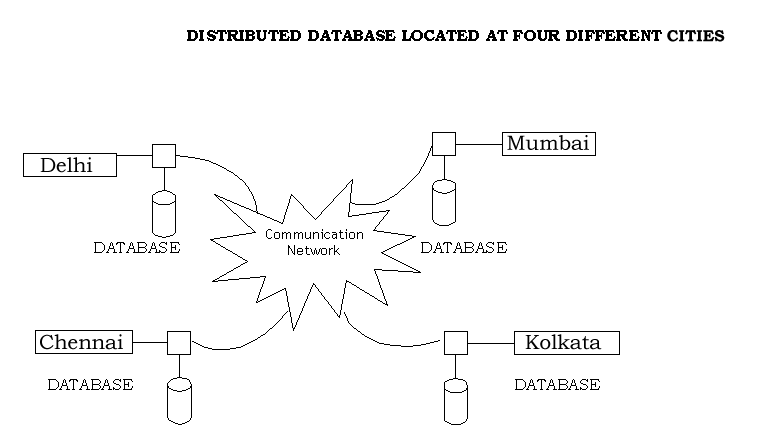 DISTRIBUTED DATABASE LOCATED AT FOUR DIFFERENT CITIES
Delhi
Mumbai
Communication
Network
DATABASE
DATABASE
Chennai
Kolkata
DATABASE
DATABASE